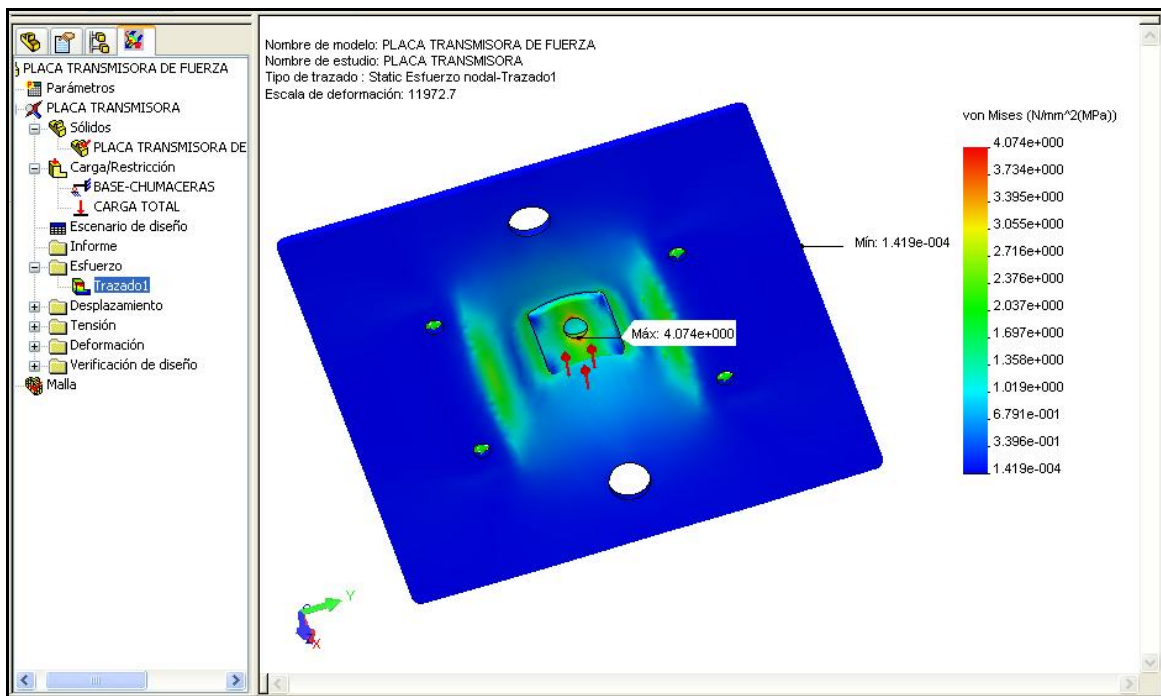 PLACA TRANSMISORA DE FUERZA
Parámetros
PLACA TRANSMISORA
Sólidos
PLACA TRANSMISORA DE
Carga/Restricción
BASE-CHUMACERAS
CARGA TOTAL
Escenario de diseño
Informe
Esfuerzo
Trazado1
Desplazamiento
Tensión
Deformación
Verificación de diseño
Malla
Nombre de modelo: PLACA TRANSMISORA DE FUERZA
Nombre de estudio: PLACA TRANSMISORA
Tipo de trazado : Static Esfuerzo nodal-Trazado1
Escala de deformación: 11972.7
von Mises (N/mm^2(MPa))
4.074e+000
3.734e+000
3.395e+000
3.055e+000
2.716e+000
2.376e+000
2.037e+000
1.697e+000
1.358e+000
1.019e+000
6.791e-001
3.396e-001
1.419e-004
Mín: 1.419e-004
Máx: 4.074e+000
Y
Z
X